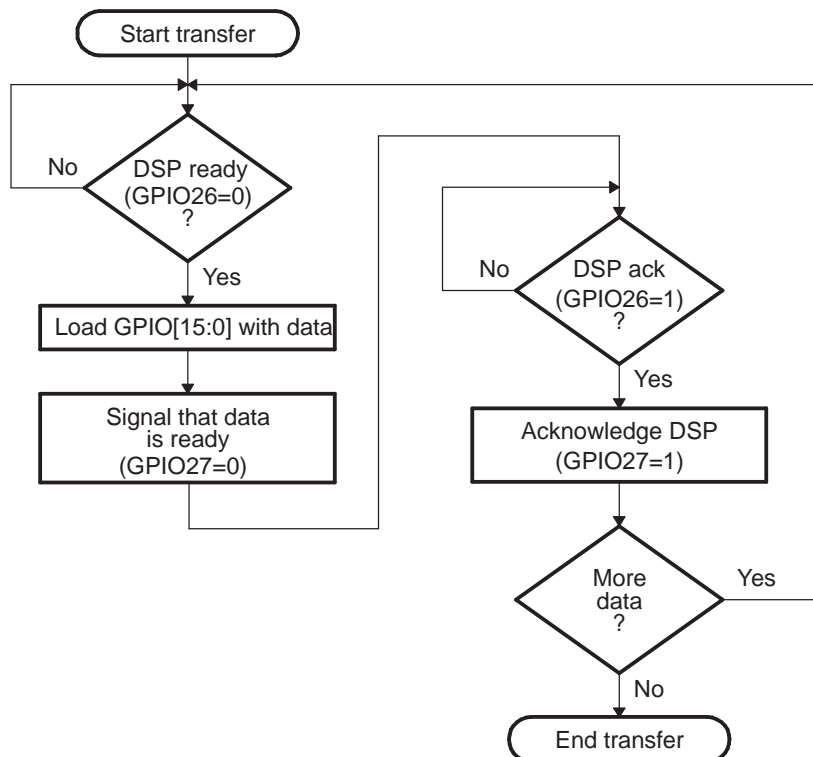 Start transfer
No
DSP ready
(GPIO26=0)
?
Yes
Load GPIO[15:0] with data
Signal that data
is ready
(GPIO27=0)
No
DSP ack
(GPIO26=1)
?
Yes
Acknowledge DSP
(GPIO27=1)
More
data
?
Yes
No
End transfer